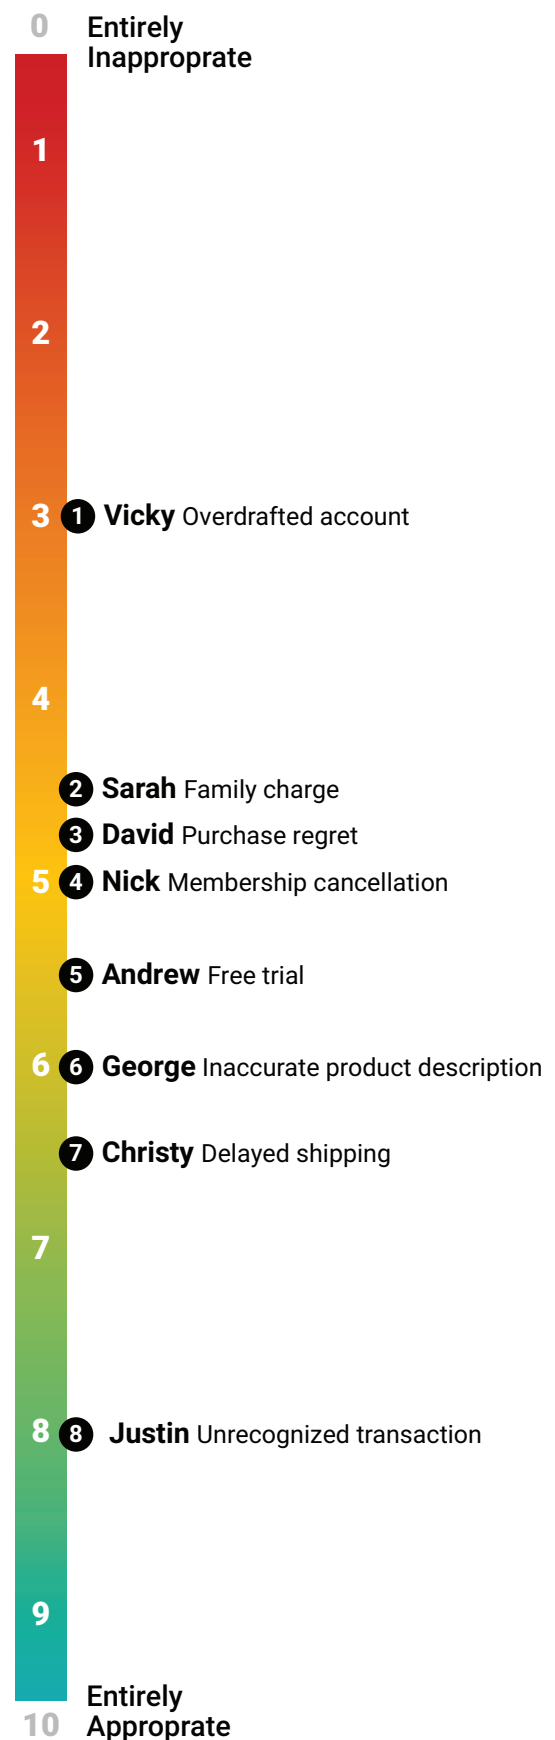 0 Entirely
Inapproprate
1
2
3 1 Vicky Overdrafted account
4
2 Sarah Family charge
3 David Purchase regret
5 4 Nick Membership cancellation
5 Andrew Free trial
6 6 George Inaccurate product description
7 Christy Delayed shipping
7
8 8 Justin Unrecognized transaction
9
Entirely
10 Approprate